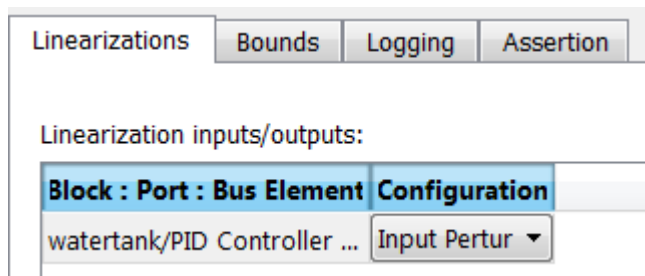 Linearizations Bounds Logging Assertion
Linearization inputs/outputs:
Block : Port : Bus Element Configuration
watertank/PID Controller ... Input Pertur